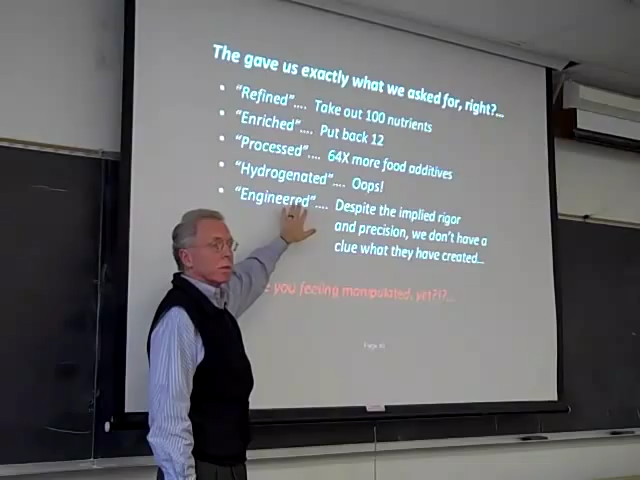 The gave us exactly what we asked for, right?...
• "Refined".... Take out 100 nutrients
• "Enriched".... Put back 12
• "Processed".... 64X more food additives
• "Hydrogenated".... Oops!
• "Engineered".... Despite the implied rigor
and precision, we don't have a
clue what they have created...
you feeling manipulated, yet?!?...
Page